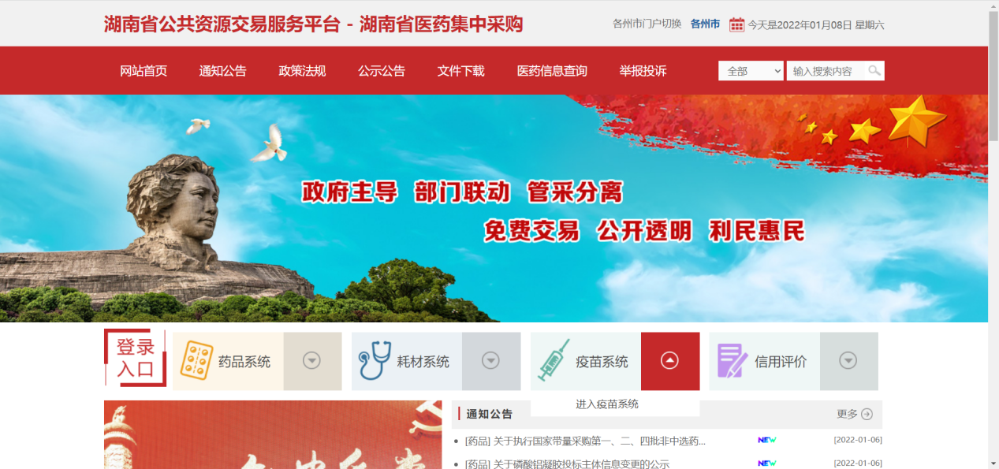 湖南省公共资源交易服务平台 - 湖南省医药集中采购
各州市门户切换 各州市 今天是2022年01月08日 星期六
网站首页 通知公告 政策法规 公示公告 文件下载 医药信息查询 举报投诉 全部 输入搜索内容
政府主导 部门联动 管采分离
免费交易 公开透明 利民惠民
登录
入口
药品系统 耗材系统 疫苗系统 信用评价
进入疫苗系统
通知公告 更多
[药品] 关于执行国家带量采购第一、二、四批非中选药... NEW [2022-01-06]
[药品] 关于磷酸铝凝胶投标主体信息变更的公示 NEW [2022-01-06]